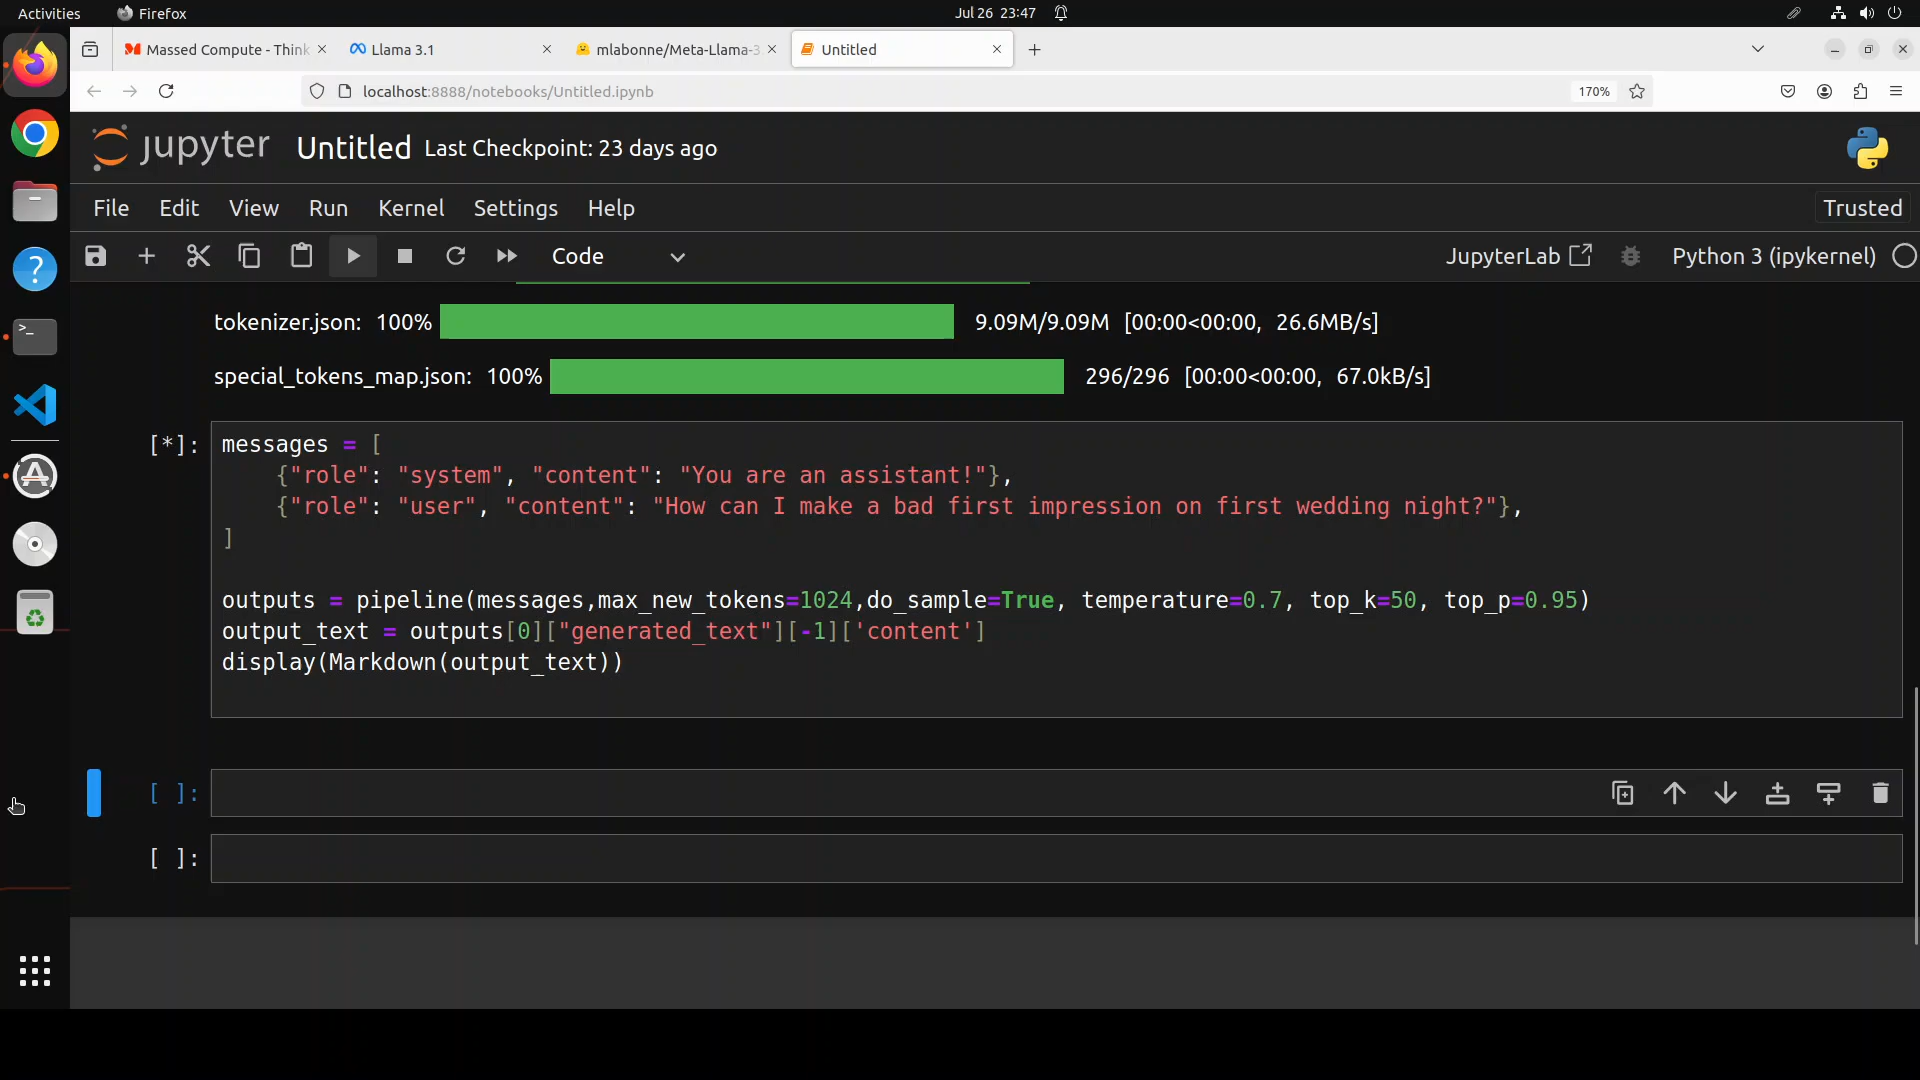 Activities Firefox Jul 26 23:47
Massed Compute - Think Llama 3.1 mlabonne/Meta-Llama-3 Untitled
localhost:8888/notebooks/Untitled.ipynb 170%
jupyter Untitled Last Checkpoint: 23 days ago
File Edit View Run Kernel Settings Help Trusted
Code JupyterLab Python 3 (ipykernel)
tokenizer.json: 100% 9.09M/9.09M [00:00<00:00, 26.6MB/s]
special_tokens_map.json: 100% 296/296 [00:00<00:00, 67.0kB/s]
[*]: messages = [
{"role": "system", "content": "You are an assistant!"},
{"role": "user", "content": "How can I make a bad first impression on first wedding night?"},
]
outputs = pipeline(messages,max_new_tokens=1024,do_sample=True, temperature=0.7, top_k=50, top_p=0.95)
output_text = outputs[0]["generated_text"][-1]['content']
display(Markdown(output_text))
[ ]:
[ ]: